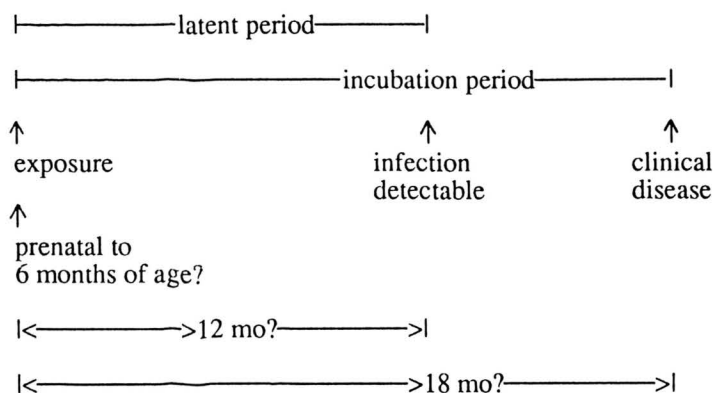 latent period
incubation period
exposure
infection
detectable
clinical
disease
prenatal to
6 months of age?
>12 mo?
>18 mo?